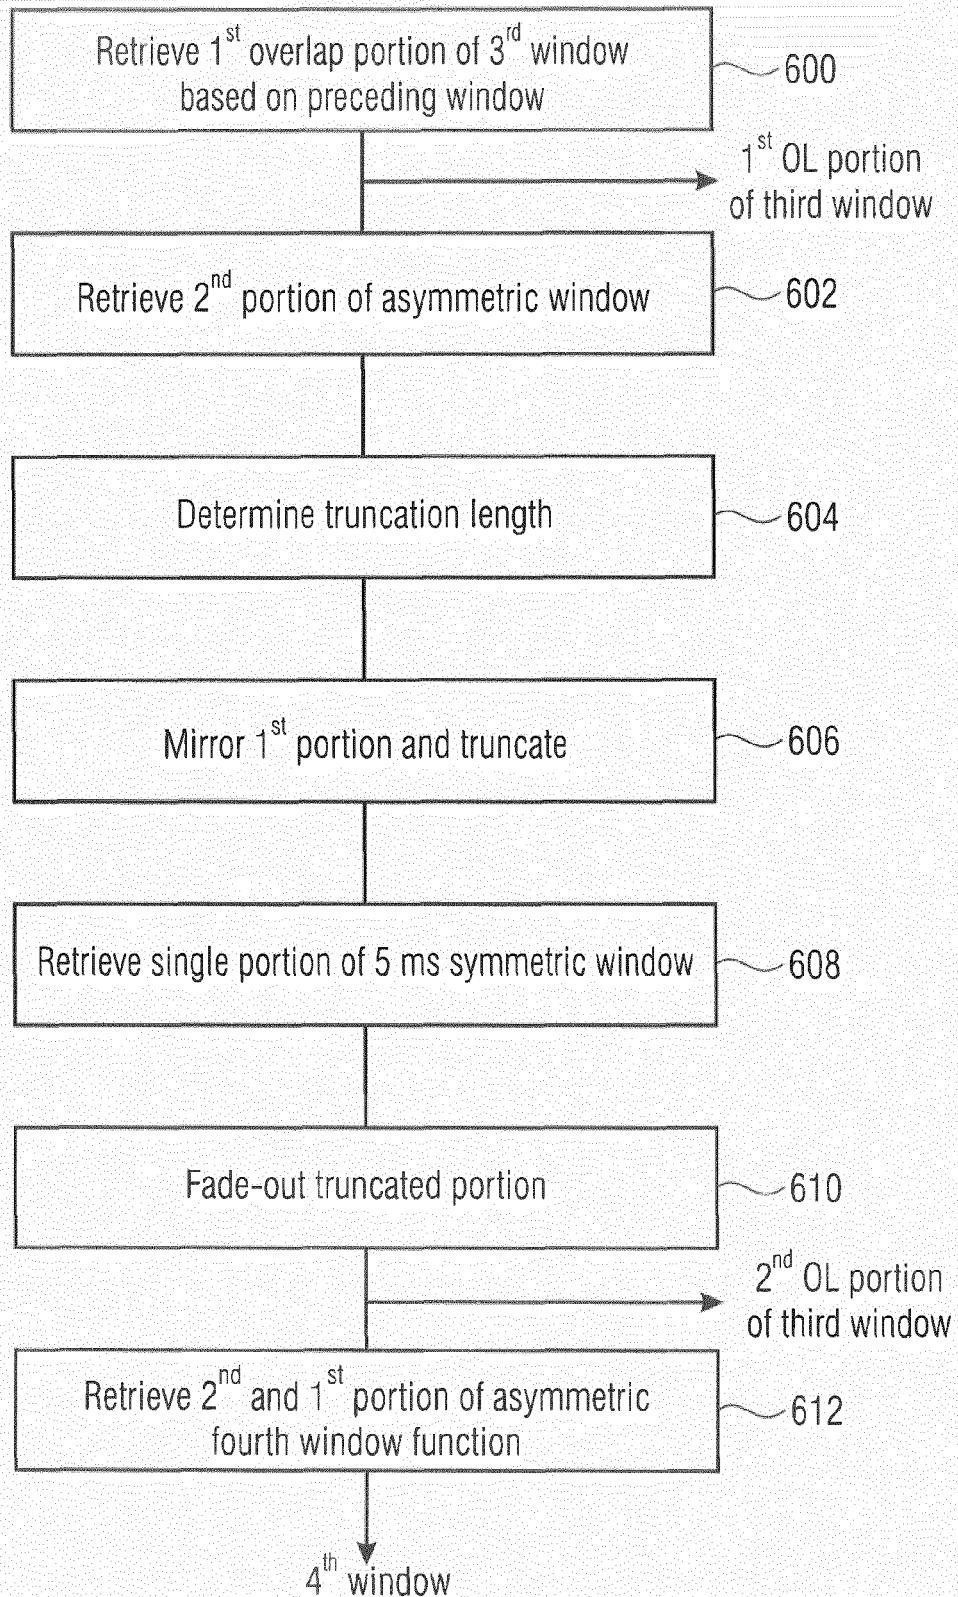 Retrieve 1st overlap portion of 3rd window
based on preceding window
600
1st OL portion
of third window
Retrieve 2nd portion of asymmetric window
602
Determine truncation length
604
Mirror 1st portion and truncate
606
Retrieve single portion of 5 ms symmetric window
608
Fade-out truncated portion
610
2nd OL portion
of third window
Retrieve 2nd and 1st portion of asymmetric
fourth window function
612
4th window